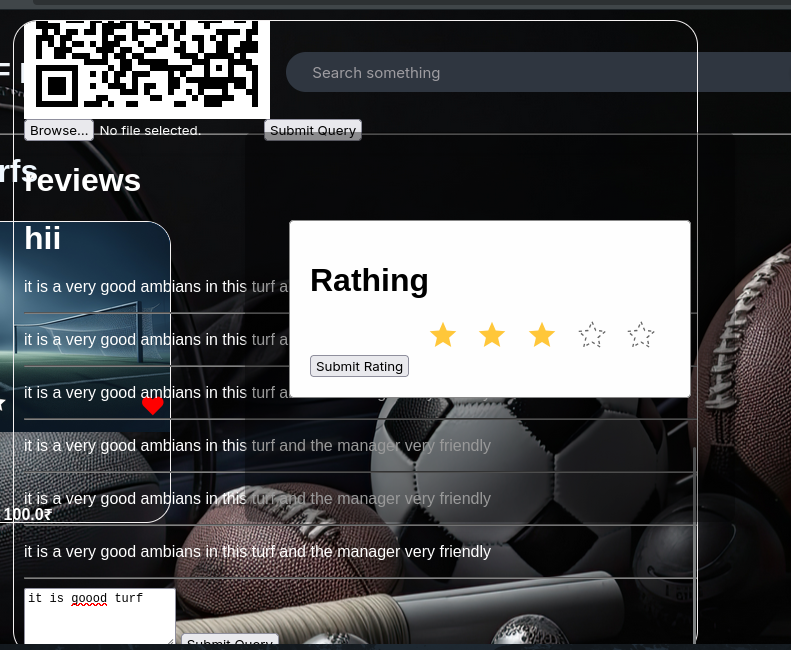 Search something
Browse... No file selected. Submit Query
rfs
reviews
hii
Rathing
it is a very good ambians in this turf a
it is a very good ambians in this turf a
it is a very good ambians in this turf a
Submit Rating
it is a very good ambians in this turf and the manager very friendly
it is a very good ambians in this turf and the manager very friendly
100.0₹
it is a very good ambians in this turf and the manager very friendly
it is goood turf
Submit Query